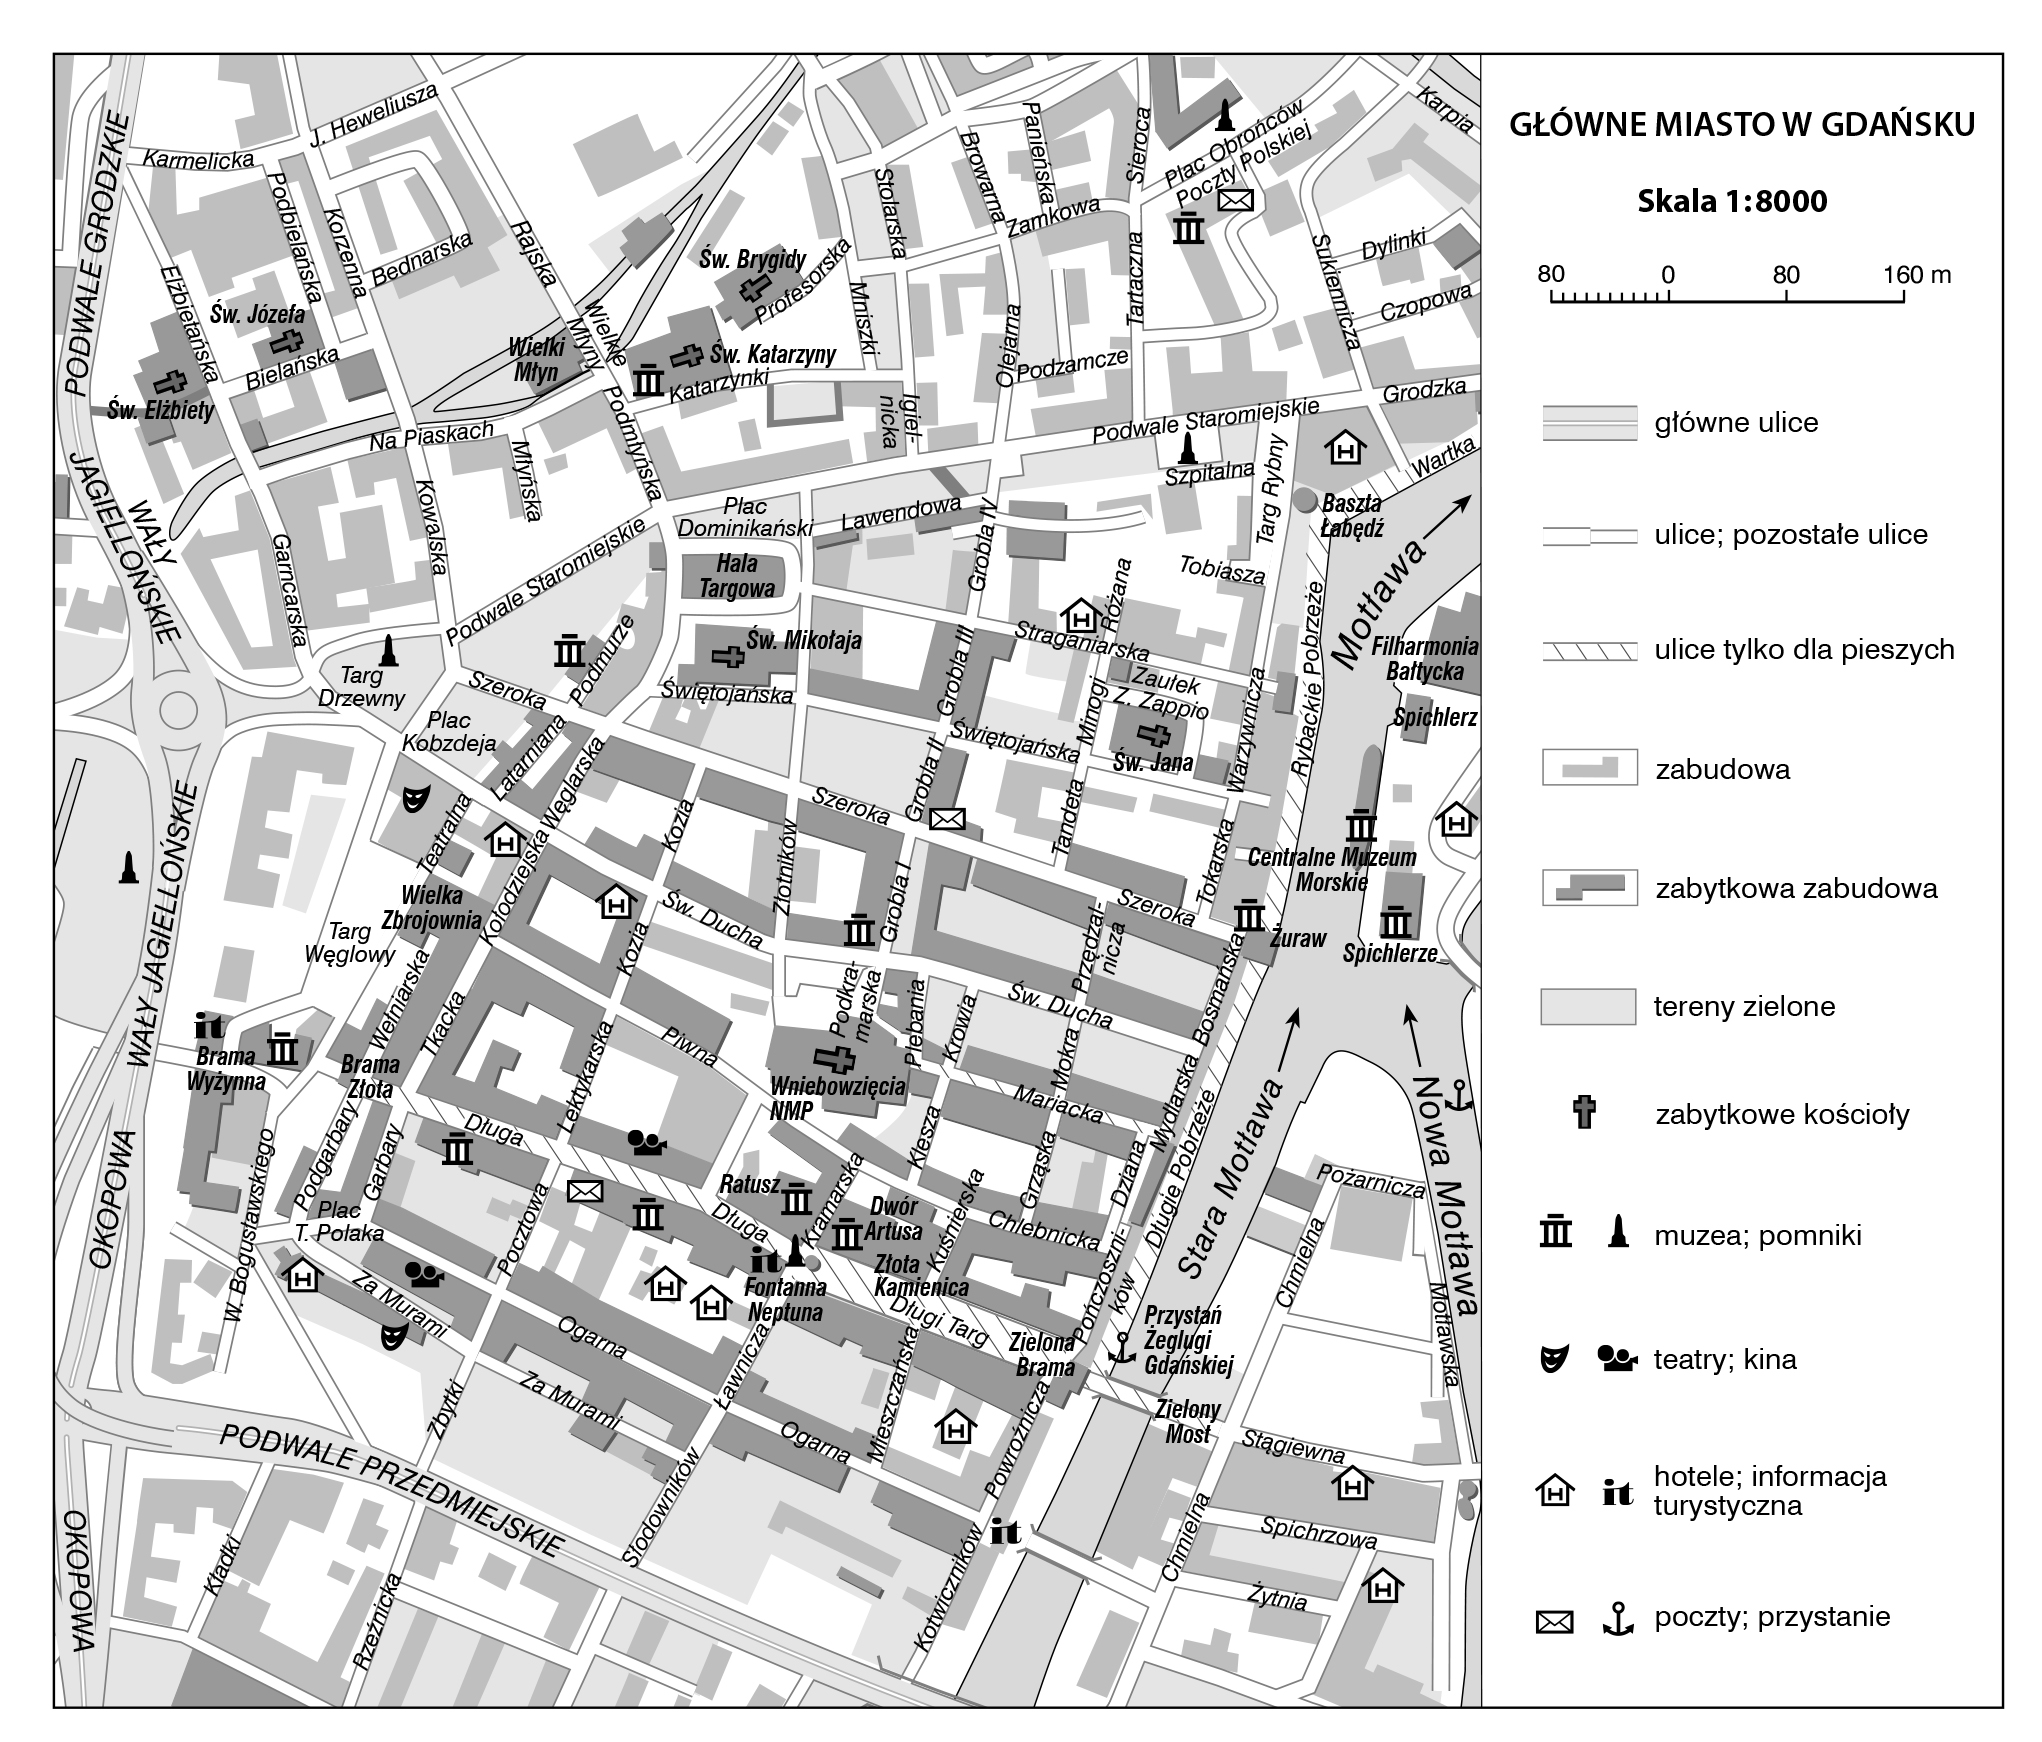 GŁÓWNE MIASTO W GDAŃSKU
Skala 1:8000
80 0 80 160 m
główne ulice
ulice; pozostałe ulice
ulice tylko dla pieszych
zabudowa
zabytkowa zabudowa
tereny zielone
zabytkowe kościoły
muzea; pomniki
teatry; kina
hotele; informacja
turystyczna
poczty; przystanie
PODWALE GRODZKIE
J. Heweliusza
Karmelicka
Podbielańska
Korzenna
Bednarska
Rajska
Elżbietańska
Św. Józefa
Bielańska
Św. Elżbiety
Wielki
Młyn
Wielkie
Młyny
Św. Brygidy
Profesorska
Św. Katarzyny
Katarzynki
Stolarska
Mniszki
Browarna
Panieńska
Zamkowa
Sieroca
Plac Obrońców
Poczty Polskiej
Tartaczna
Karpia
Sukiennicza
Dylinki
Czopowa
Grodzka
Wartka
Olejarna
Podzamcze
Igiel-
nicka
Podwale Staromiejskie
Szpitalna
Targ Rybny
Baszta
Łabędź
Na Piaskach
Młyńska
Podmłyńska
Kowalska
Garncarska
WAŁY
JAGIELLOŃSKIE
Plac
Dominikański
Lawendowa
Grobla IV
Hala
Targowa
Podwale Staromiejskie
Podmurze
Św. Mikołaja
Świętojańska
Grobla III
Różana
Straganiarska
Tobiasza
Rybackie Pobrzeże
Motława
Filharmonia
Bałtycka
Spichlerz
Targ
Drzewny
Szeroka
Plac
Kobzdeja
Latarniana
Teatralna
Węglarska
Kozia
Szeroka
Grobla II
Świętojańska
Minogi
Zaułek
Z. Zappio
Św. Jana
Warzywnicza
Tandeta
Złotników
Grobla I
Tokarska
Centralne Muzeum
Morskie
Spichlerze
Żuraw
Szeroka
Przędzal-
nicza
Wielka
Zbrojownia
Kołodziejska
Kozia
Św. Ducha
Targ
Węglowy
WAŁY JAGIELLOŃSKIE
Wełniarska
Tkacka
Lektykarska
Piwna
Podkra-
marska
Plebania
Krowia
Św. Ducha
Mokra
Bosmańska
Brama
Wyżynna
Brama
Złota
Wniebowzięcia
NMP
Mariacka
Mydlarska
Długie Pobrzeże
Stara Motława
Nowa Motława
Długa
Klesza
Grząska
Dziana
OKOPOWA
W. Bogusławskiego
Podgarbary
Garbary
Plac
T. Polaka
Ratusz
Długa
Kramarska
Dwór
Artusa
Kuśnierska
Chlebnicka
Pożarnicza
Chmielna
Motławska
Pocztowa
Fontanna
Neptuna
Złota
Kamienica
Długi Targ
Pończoszni-
ków
Zielona
Brama
Przystań
Żeglugi
Gdańskiej
Zielony
Most
Za Murami
Ogarna
Ławnicza
Mieszczańska
Powroźnicza
Zbytki
Za Murami
Ogarna
Stągiewna
Spichrzowa
Żytnia
Chmielna
PODWALE PRZEDMIEJSKIE
Słodowników
Kotwiczników
OKOPOWA
Kładki
Rzeźnicka